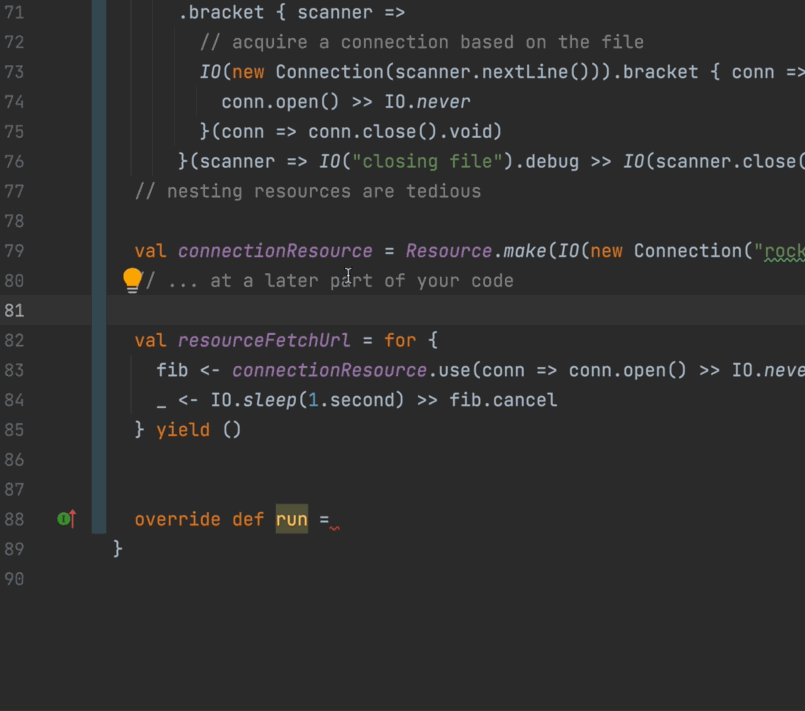 71 .bracket { scanner =>
72 // acquire a connection based on the file
73 IO(new Connection(scanner.nextLine())).bracket { conn =>
74 conn.open() >> IO.never
75 }(conn => conn.close().void)
76 }(scanner => IO("closing file").debug >> IO(scanner.close(
77 // nesting resources are tedious
78
79 val connectionResource = Resource.make(IO(new Connection("rock
80 // ... at a later part of your code
81
82 val resourceFetchUrl = for {
83 fib <- connectionResource.use(conn => conn.open() >> IO.neve
84 _ <- IO.sleep(1.second) >> fib.cancel
85 } yield ()
86
87
88 override def run =
89 }
90